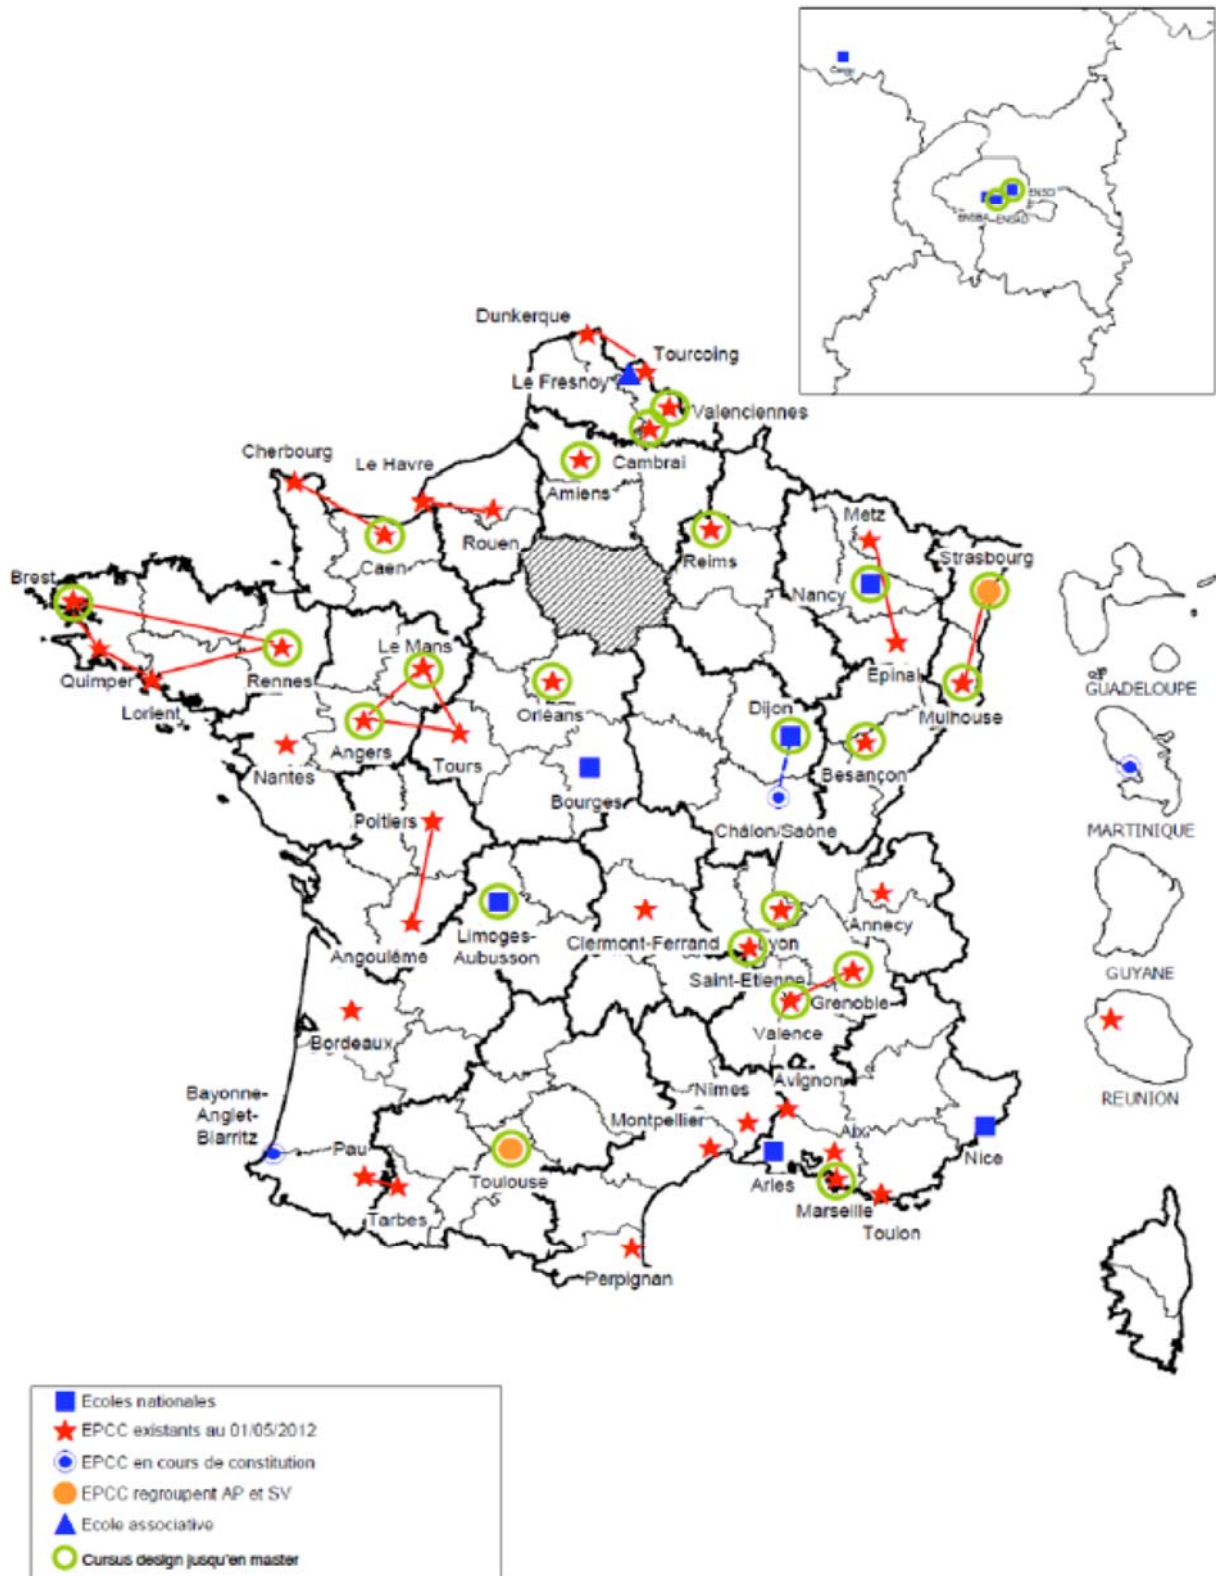 Cergy
ENSCI
ENSBA
ENSAD
Dunkerque
Tourcoing
Le Fresnoy
Valenciennes
Cambrai
Cherbourg
Le Havre
Amiens
Metz
Rouen
Caen
Reims
Strasbourg
Brest
Nancy
Le Mans
Quimper
Rennes
Epinal
Lorient
Orléans
Dijon
Mulhouse
GUADELOUPE
Angers
Tours
Besançon
Nantes
Bourges
Poitiers
Châlon/Saône
MARTINIQUE
Annecy
Limoges-
Aubusson
Clermont-Ferrand
Lyon
Angoulême
Saint-Etienne
Grenoble
GUYANE
Valence
Bordeaux
Avignon
Nîmes
Bayonne-
Anglet-
Biarritz
Montpellier
REUNION
Aix
Pau
Nice
Toulouse
Arles
Marseille
Tarbes
Toulon
Perpignan
Ecoles nationales
EPCC existants au 01/05/2012
EPCC en cours de constitution
EPCC regroupent AP et SV
Ecole associative
Cursus design jusqu'en master